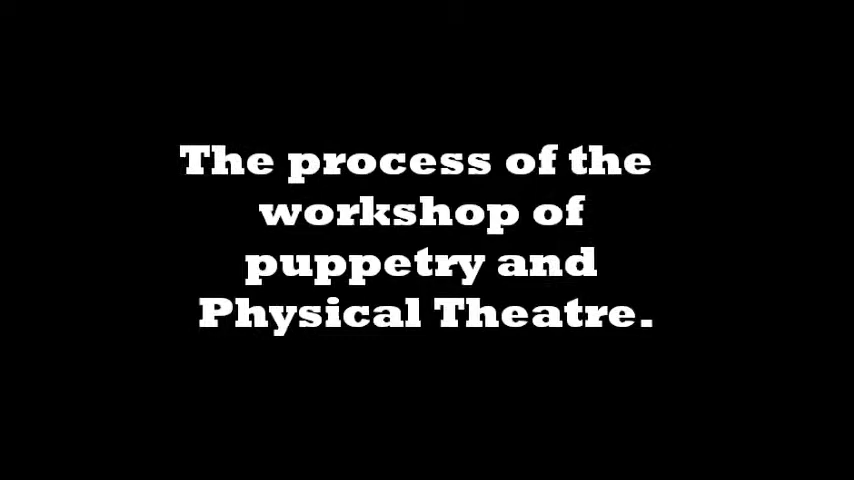 The process of the
workshop of
puppetry and
Physical Theatre.